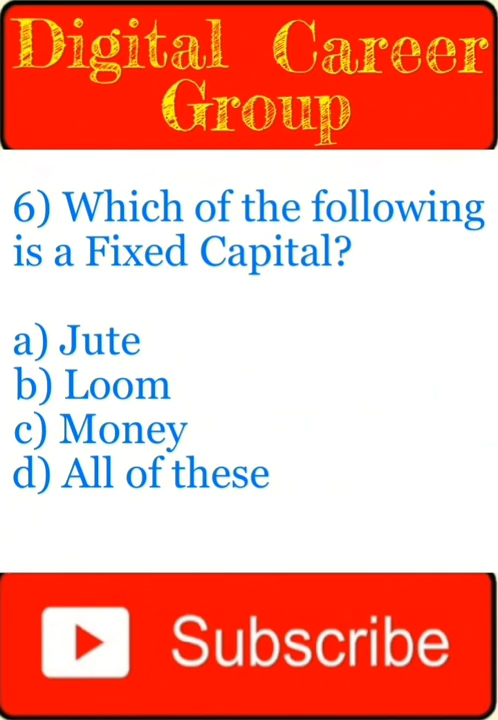 Digital Career
Group
6) Which of the following
is a Fixed Capital?
a) Jute
b) Loom
c) Money
d) All of these
Subscribe